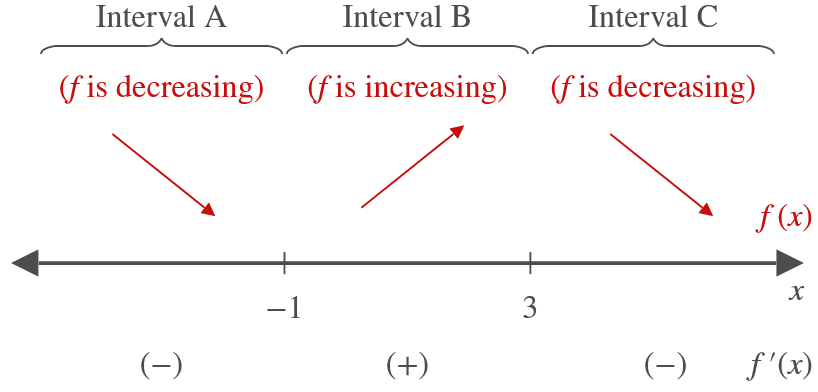 Interval A Interval B Interval C
(f is decreasing) (f is increasing) (f is decreasing)
f (x)
x
−1 3
(−) (+) (−) f ′(x)